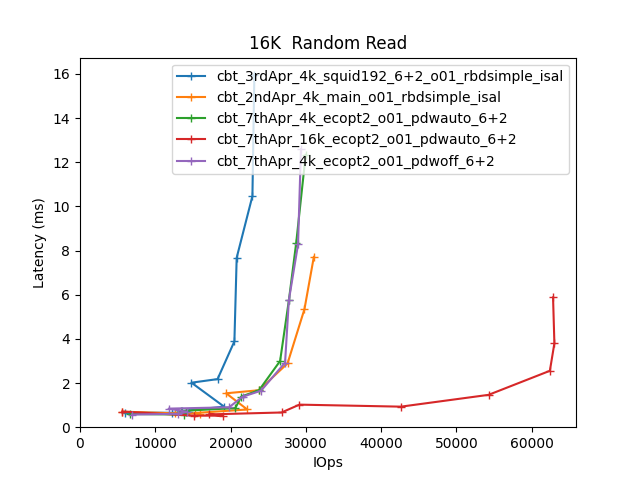 16K  Random Read
16
14
12
10
8
6
4
2
0
Latency (ms)
cbt_3rdApr_4k_squid192_6+2_o01_rbdsimple_isal
cbt_2ndApr_4k_main_o01_rbdsimple_isal
cbt_7thApr_4k_ecopt2_o01_pdwauto_6+2
cbt_7thApr_16k_ecopt2_o01_pdwauto_6+2
cbt_7thApr_4k_ecopt2_o01_pdwoff_6+2
0 10000 20000 30000 40000 50000 60000
IOps